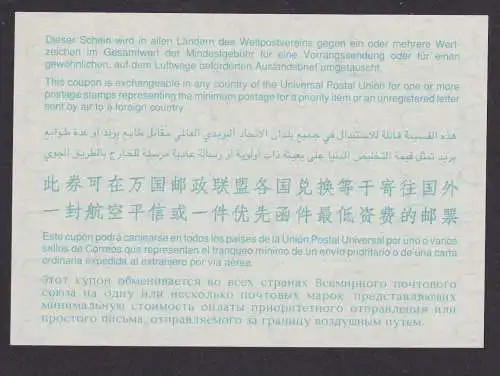 Dieser Schein wird in allen Ländern des Weltpostvereins gegen ein oder mehrere Wert-
zeichen im Gesamtwert der Mindestgebühr für eine Vorrangsendung oder für einen
gewöhnlichen, auf dem Luftwege beförderten Auslandsbrief umgetauscht.
This coupon is exchangeable in any country of the Universal Postal Union for one or more
postage stamps representing the minimum postage for a priority item or an unregistered letter
sent by air to a foreign country.
هذه القسيمة قابلة للاستبدال في جميع بلدان الاتحاد البريدي العالمي مقابل طابع بريد أو عدة طوابع
بريد تمثل قيمة التخليص الدنيا على بعيثة ذات أولوية أو رسالة عادية مرسلة للخارج بالطريق الجوي
此券可在万国邮政联盟各国兑换等于寄往国外
一封航空平信或一件优先函件最低资费的邮票
Este cupón podrá canjearse en todos los países de la Unión Postal Universal por uno o varios
sellos de Correos que representen el franqueo mínimo de un envío prioritario o de una carta
ordinaria expedida al extranjero por vía aérea.
Этот купон обменивается во всех странах Всемирного почтового
союза на одну или несколько почтовых марок, представляющих
минимальную стоимость оплаты приоритетного отправления или
простого письма, отправляемого за границу воздушным путем.